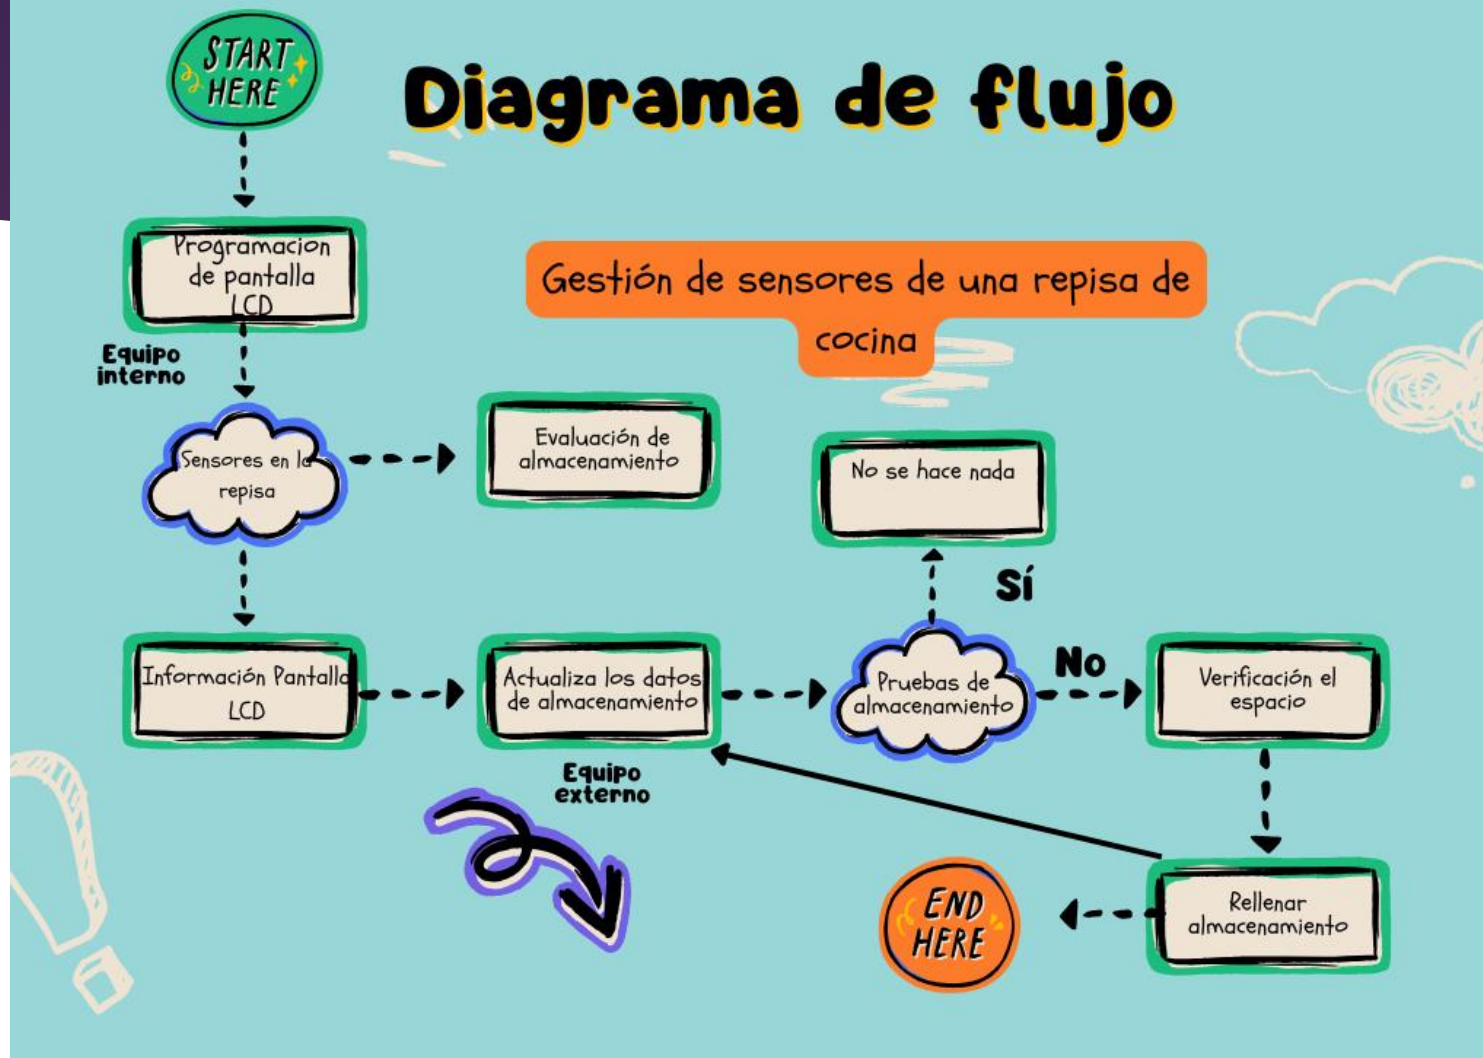 START
HERE
Diagrama de flujo
Programacion
de pantalla
LCD
Gestión de sensores de una repisa de
cocina
Equipo
interno
Sensores en la
repisa
Evaluación de
almacenamiento
No se hace nada
Sí
Información Pantalla
LCD
Actualiza los datos
de almacenamiento
Pruebas de
almacenamiento
No
Verificación el
espacio
Equipo
externo
END
HERE
Rellenar
almacenamiento